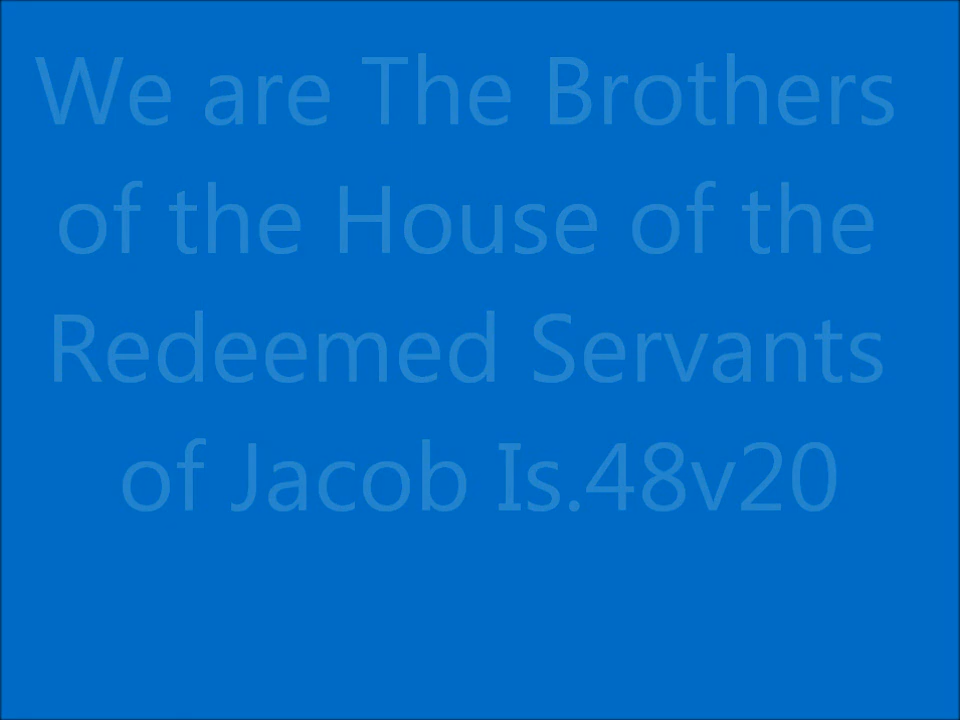 We are The Brothers
of the House of the
Redeemed Servants
of Jacob Is.48v20